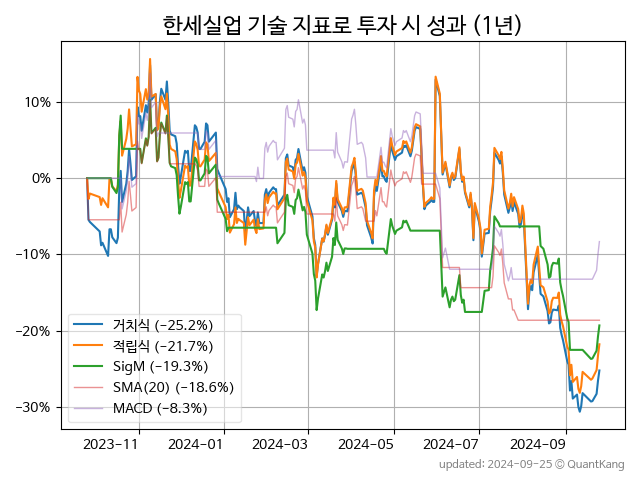 한세실업 기술 지표로 투자 시 성과 (1년)
10%
0%
−10%
−20%
−30%
거치식 (−25.2%)
적립식 (−21.7%)
SigM (−19.3%)
SMA(20) (−18.6%)
MACD (−8.3%)
2023-11 2024-01 2024-03 2024-05 2024-07 2024-09
updated: 2024-09-25 © QuantKang